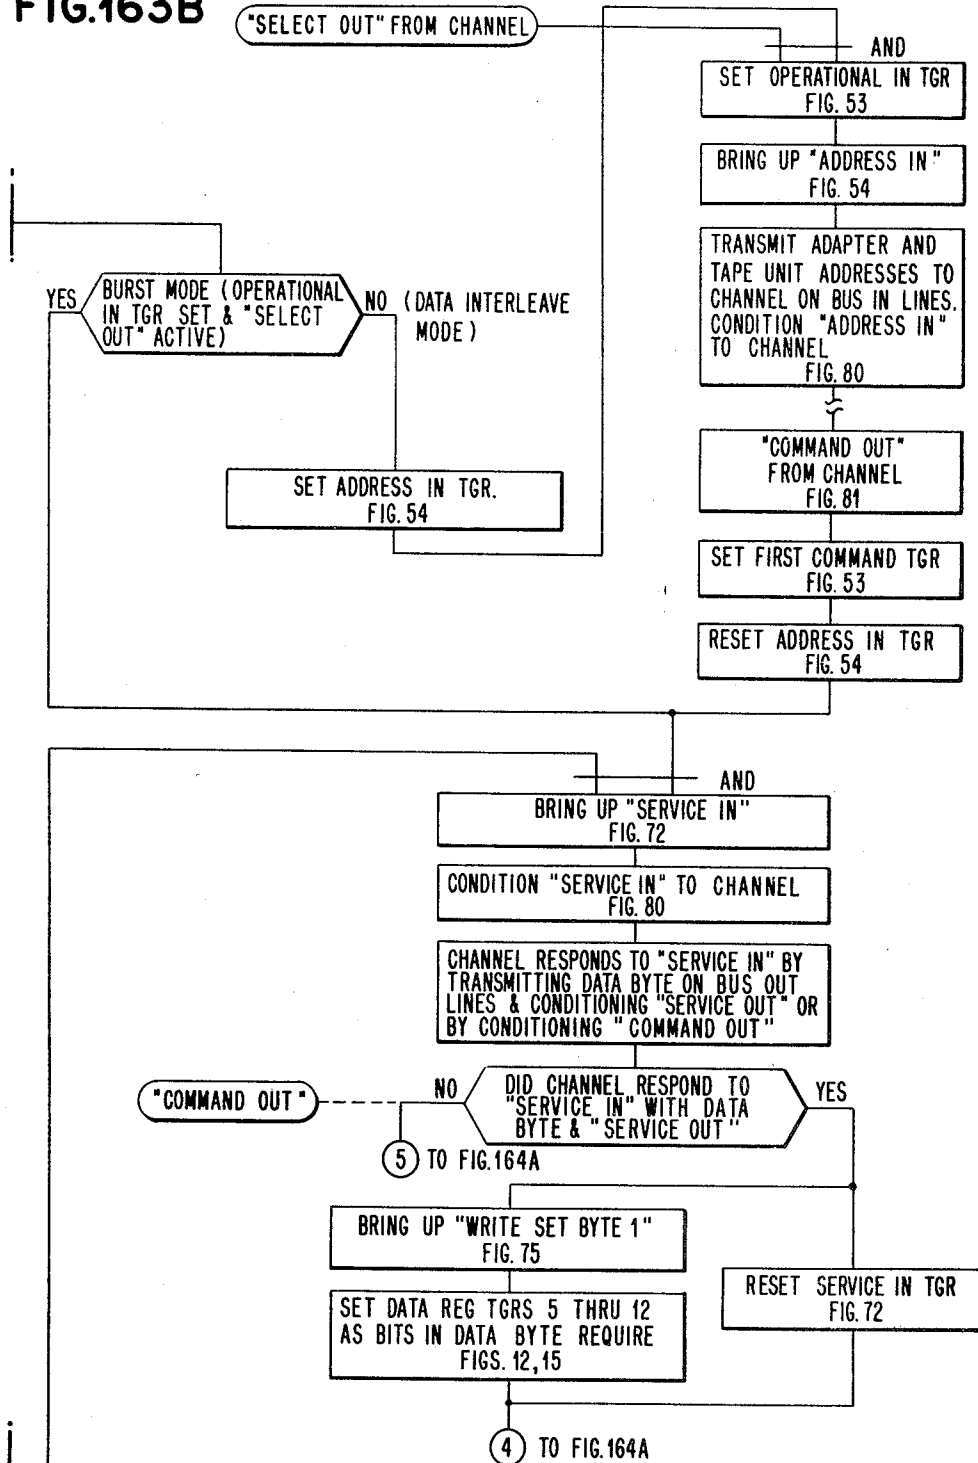 FIG.163B
"SELECT OUT" FROM CHANNEL
AND
SET OPERATIONAL IN TGR
FIG. 53
BRING UP "ADDRESS IN"
FIG. 54
TRANSMIT ADAPTER AND
TAPE UNIT ADDRESSES TO
CHANNEL ON BUS IN LINES.
CONDITION "ADDRESS IN"
TO CHANNEL
FIG. 80
YES
BURST MODE (OPERATIONAL
IN TGR SET & "SELECT
OUT" ACTIVE)
NO (DATA INTERLEAVE
MODE)
"COMMAND OUT"
FROM CHANNEL
FIG. 81
SET ADDRESS IN TGR.
FIG. 54
SET FIRST COMMAND TGR
FIG. 53
RESET ADDRESS IN TGR
FIG. 54
AND
BRING UP "SERVICE IN"
FIG. 72
CONDITION "SERVICE IN" TO CHANNEL
FIG. 80
CHANNEL RESPONDS TO "SERVICE IN" BY
TRANSMITTING DATA BYTE ON BUS OUT
LINES & CONDITIONING "SERVICE OUT" OR
BY CONDITIONING "COMMAND OUT"
"COMMAND OUT"
NO
DID CHANNEL RESPOND TO
"SERVICE IN" WITH DATA
BYTE & "SERVICE OUT"
YES
5 TO FIG.164A
BRING UP "WRITE SET BYTE 1"
FIG. 75
RESET SERVICE IN TGR
FIG. 72
SET DATA REG TGRS 5 THRU 12
AS BITS IN DATA BYTE REQUIRE
FIGS. 12,15
4 TO FIG.164A